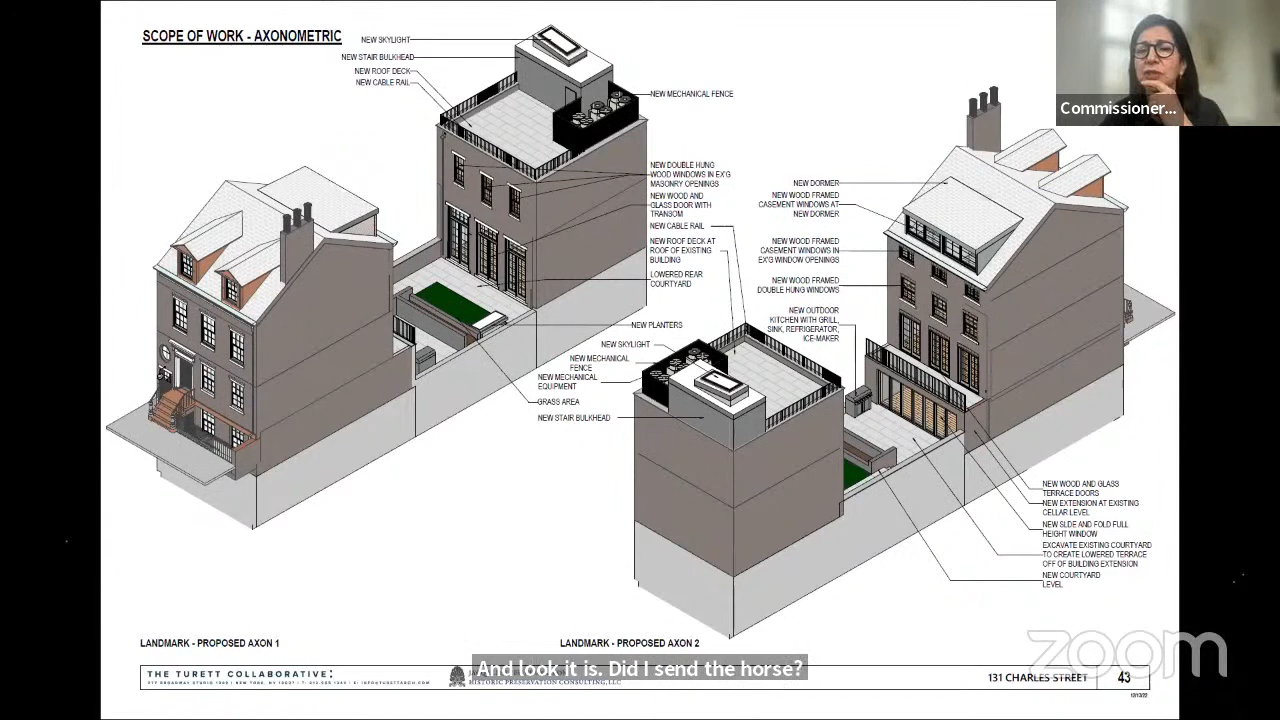 SCOPE OF WORK - AXONOMETRIC
NEW SKYLIGHT
NEW STAIR BULKHEAD
NEW ROOF DECK
NEW CABLE RAIL
NEW MECHANICAL FENCE
NEW DOUBLE HUNG
WOOD WINDOWS IN EX'G
MASONRY OPENINGS
NEW WOOD AND
GLASS DOOR WITH
TRANSOM
NEW CABLE RAIL
NEW ROOF DECK AT
ROOF OF EXISTING
BUILDING
LOWERED REAR
COURTYARD
NEW PLANTERS
NEW SKYLIGHT
NEW MECHANICAL
FENCE
NEW MECHANICAL
EQUIPMENT
GRASS AREA
NEW STAIR BULKHEAD
Commissioner...
NEW DORMER
NEW WOOD FRAMED
CASEMENT WINDOWS AT
NEW DORMER
NEW WOOD FRAMED
CASEMENT WINDOWS IN
EX'G WINDOW OPENINGS
NEW WOOD FRAMED
DOUBLE HUNG WINDOWS
NEW OUTDOOR
KITCHEN WITH GRILL,
SINK, REFRIGERATOR,
ICE-MAKER
NEW WOOD AND GLASS
TERRACE DOORS
NEW EXTENSION AT EXISTING
CELLAR LEVEL
NEW SLDE AND FOLD FULL
HEIGHT WINDOW
EXCAVATE EXISTING COURTYARD
TO CREATE LOWERED TERRACE
OFF OF BUILDING EXTENSION
NEW COURTYARD
LEVEL
LANDMARK - PROPOSED AXON 1
LANDMARK - PROPOSED AXON 2
zoom
And look it is. Did I send the horse?
THE TURETT COLLABORATIVE:
HISTORIC PRESERVATION CONSULTING, LLC
131 CHARLES STREET
43